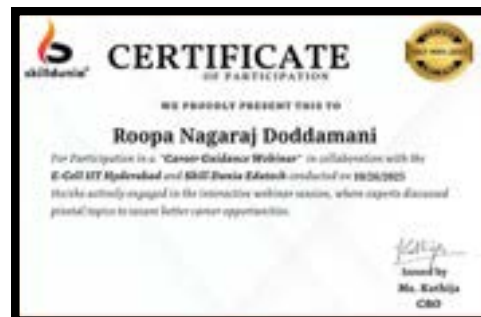 skilldunia
CERTIFICATE
OF PARTICIPATION
WE PROUDLY PRESENT THIS TO
Roopa Nagaraj Doddamani
For Participation in a "Career Guidance Webinar" in collaboration with the
E-Cell IIT Hyderabad and Skill Dunia Edutech conducted on
He/she actively engaged in the interactive webinar session, where experts discussed
pivotal topics to secure better career opportunities.
Issued by
Ms. Kathija